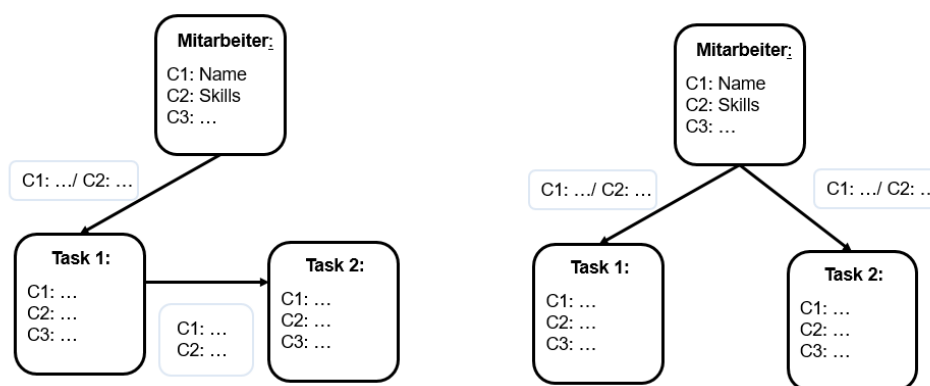 Mitarbeiter:
C1: Name
C2: Skills
C3: …
C1: …/ C2: …
Task 1:
C1: …
C2: …
C3: …
C1: …
C2: …
Task 2:
C1: …
C2: …
C3: …
Mitarbeiter:
C1: Name
C2: Skills
C3: …
C1: …/ C2: …
C1: …/ C2: …
Task 1:
C1: …
C2: …
C3: …
Task 2:
C1: …
C2: …
C3: …